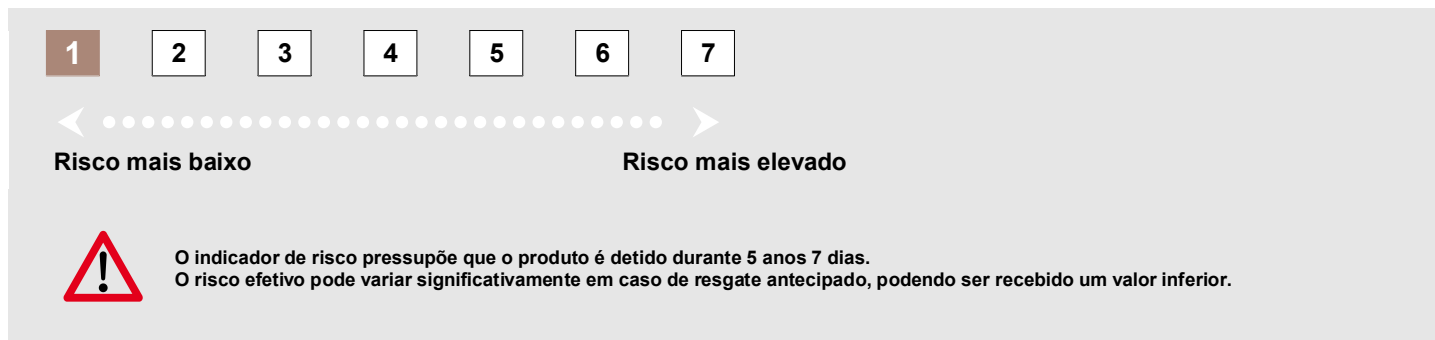 1 2 3 4 5 6 7
Risco mais baixo Risco mais elevado
O indicador de risco pressupõe que o produto é detido durante 5 anos 7 dias.
O risco efetivo pode variar significativamente em caso de resgate antecipado, podendo ser recebido um valor inferior.